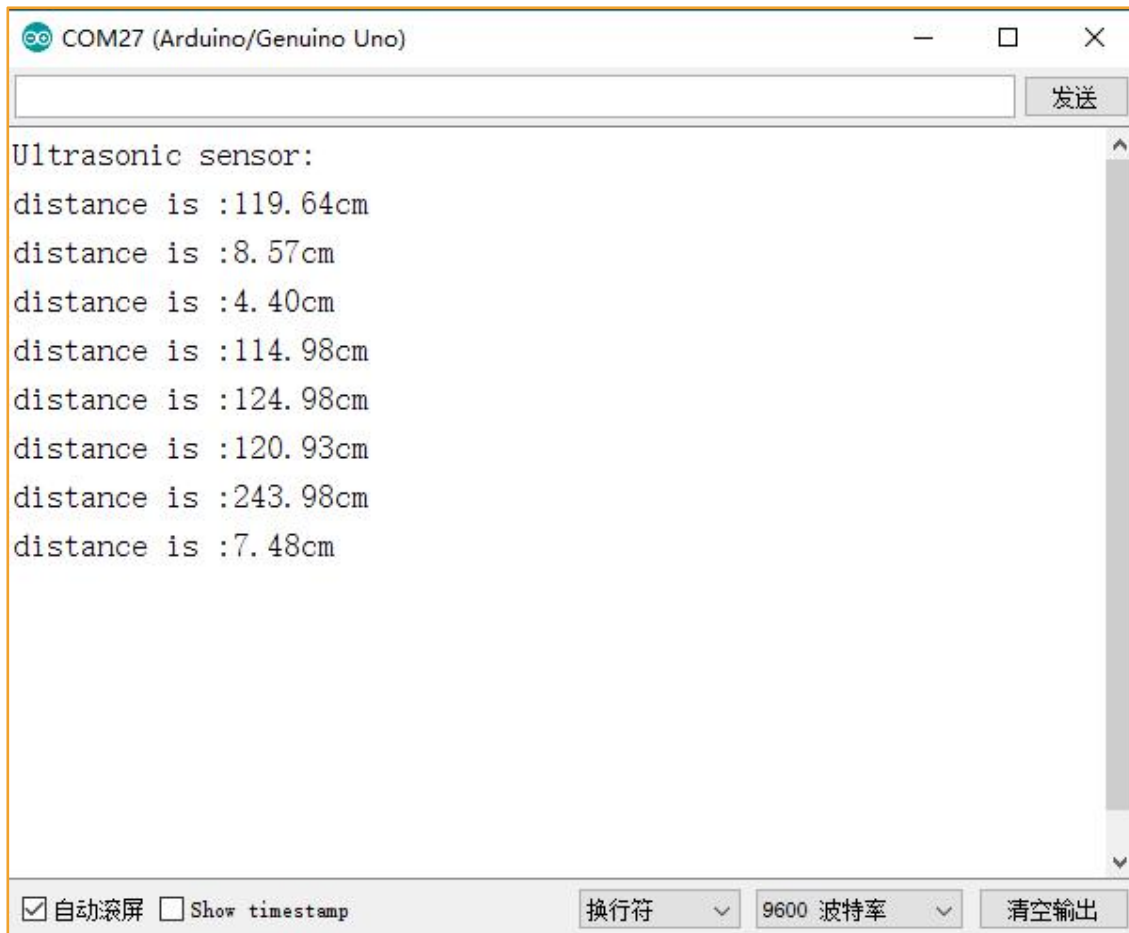 COM27 (Arduino/Genuino Uno)
发送
Ultrasonic sensor:
distance is :119.64cm
distance is :8.57cm
distance is :4.40cm
distance is :114.98cm
distance is :124.98cm
distance is :120.93cm
distance is :243.98cm
distance is :7.48cm
自动滚屏 Show timestamp 换行符 9600 波特率 清空输出